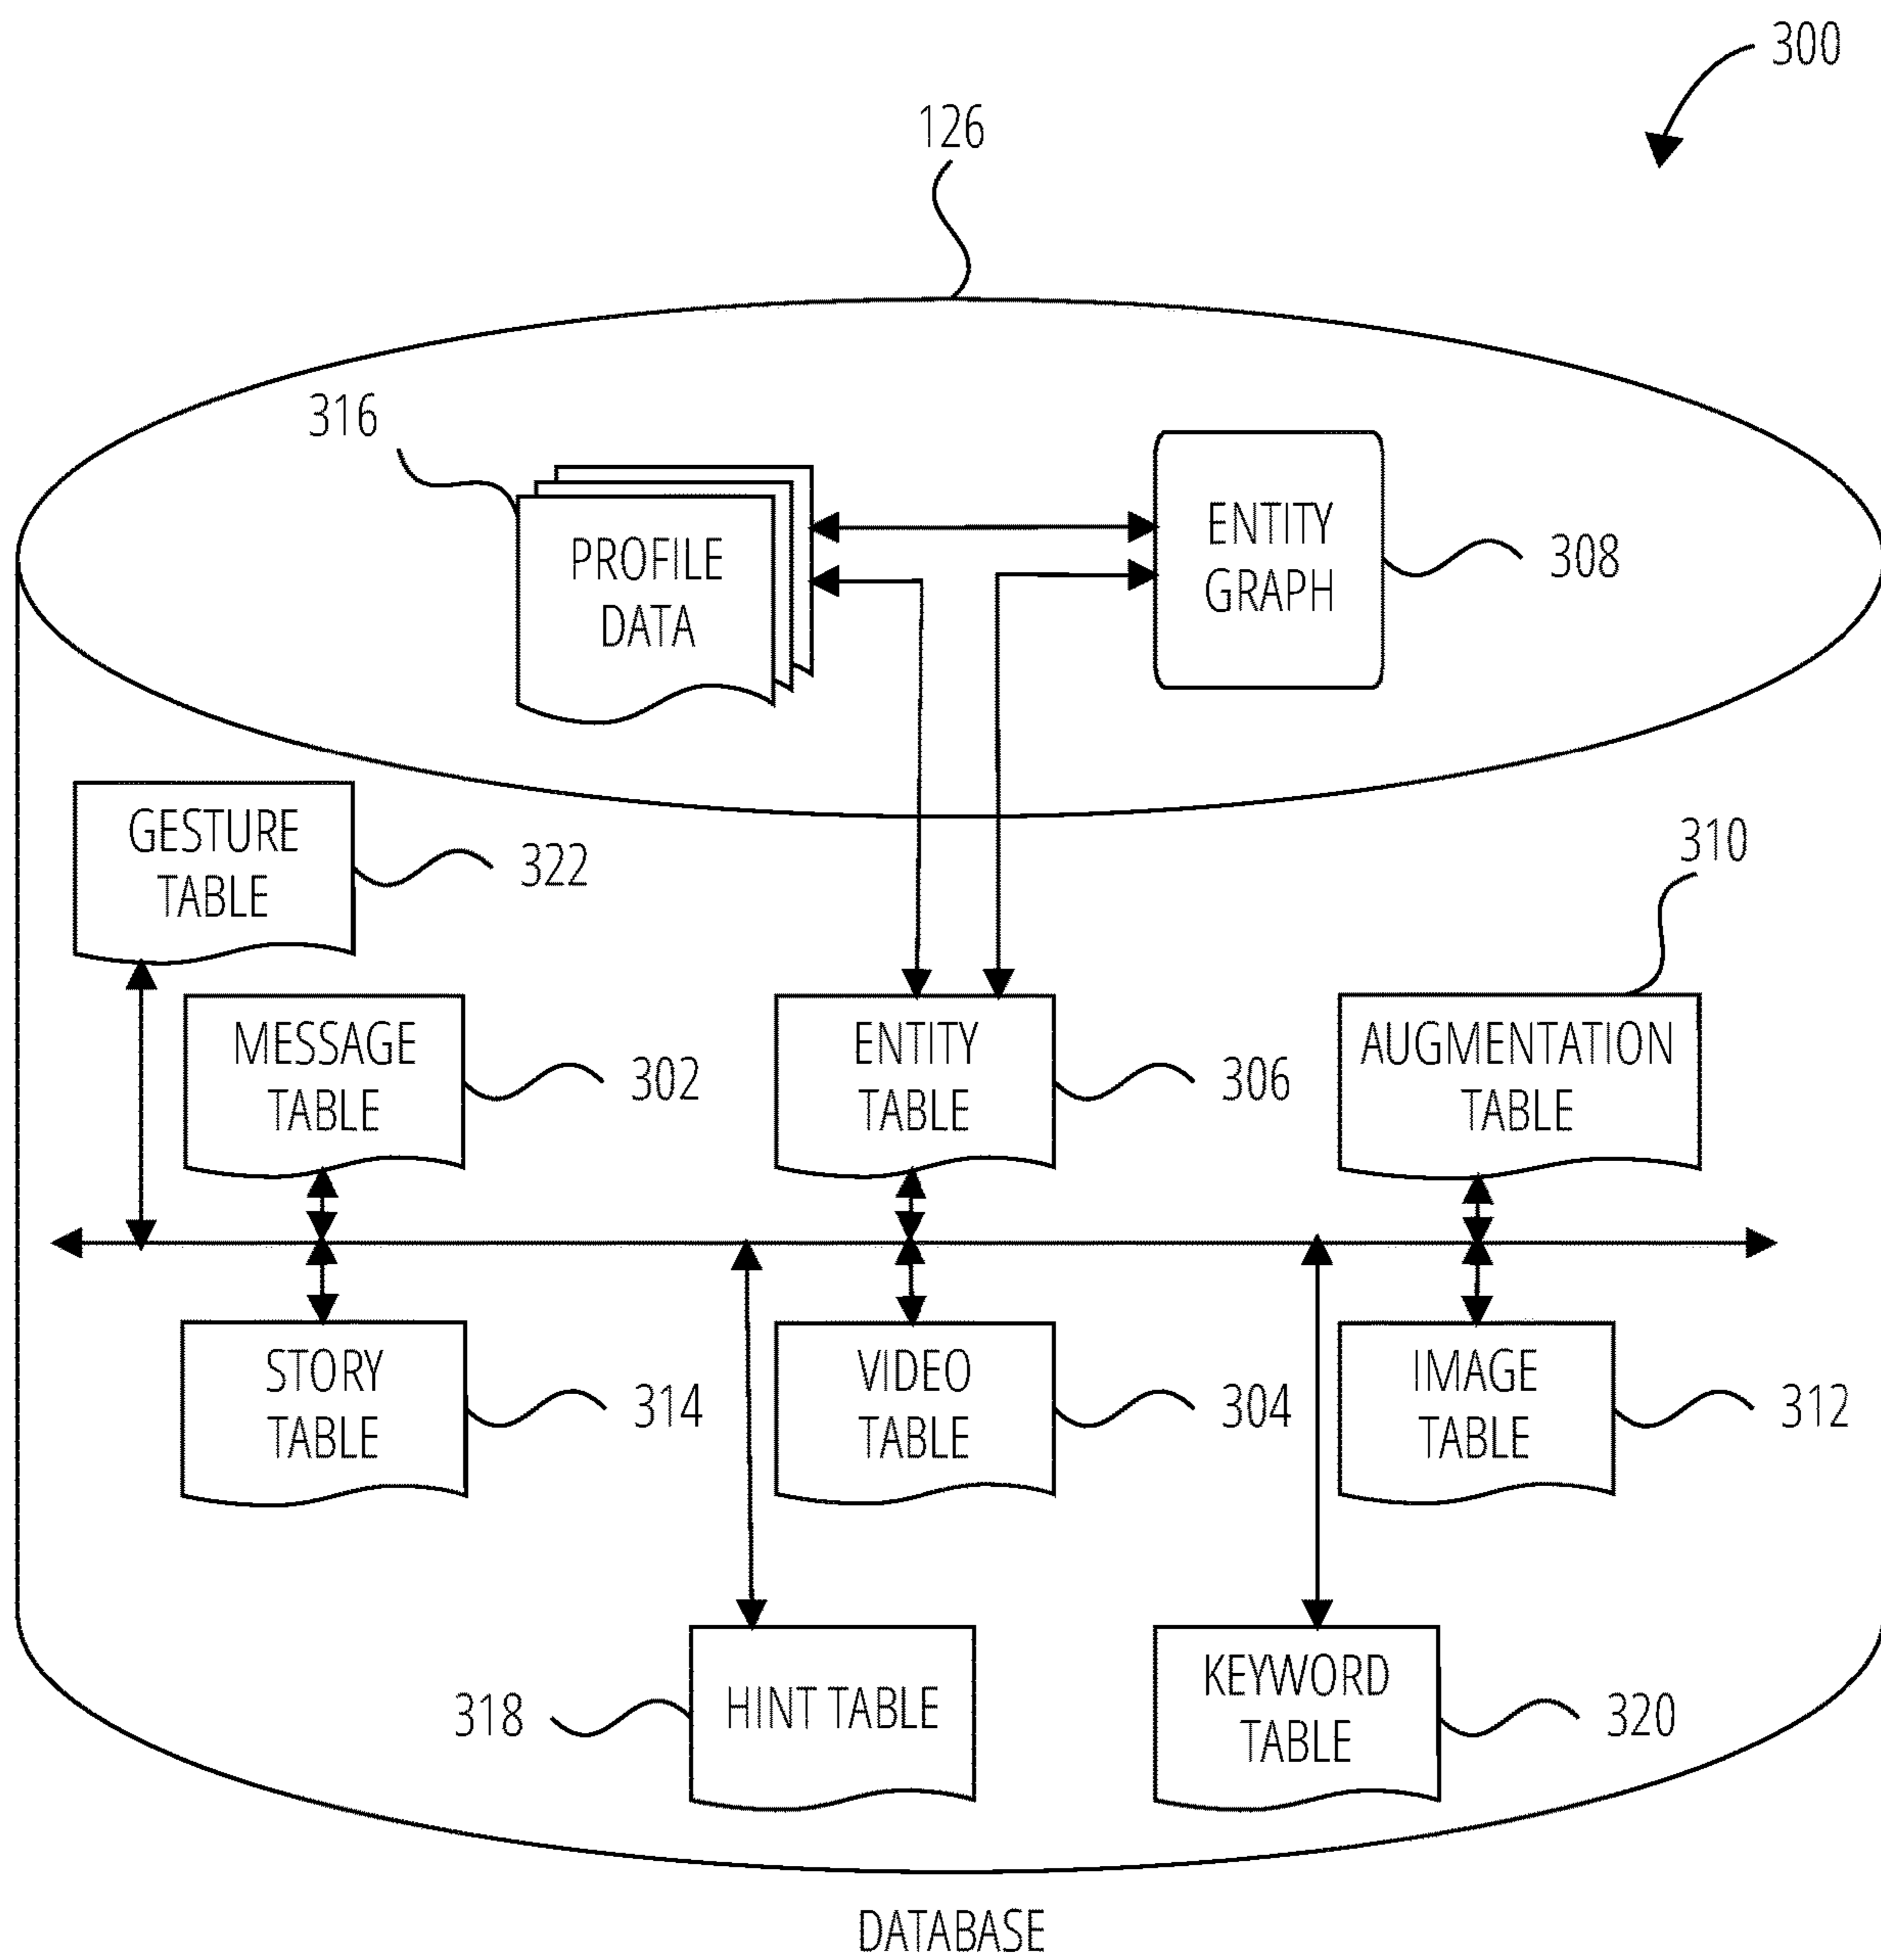 300
126
316
PROFILE
DATA
ENTITY
GRAPH
308
GESTURE
TABLE
322
310
MESSAGE
TABLE
302
ENTITY
TABLE
306
AUGMENTATION
TABLE
STORY
TABLE
314
VIDEO
TABLE
304
IMAGE
TABLE
312
318
HINT TABLE
KEYWORD
TABLE
320
DATABASE